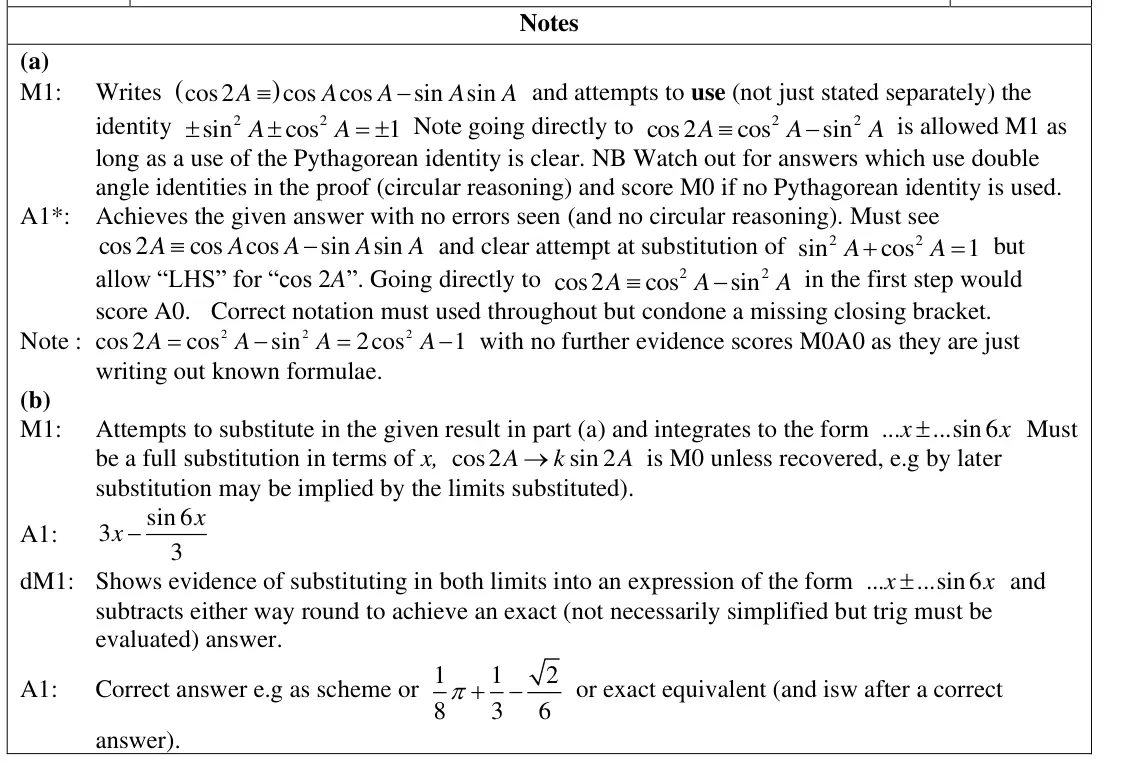 Notes
(a)
M1: Writes (cos 2A ≡) cos A cos A − sin A sin A and attempts to use (not just stated separately) the
identity ± sin² A ± cos² A = ±1 Note going directly to cos 2A ≡ cos² A − sin² A is allowed M1 as
long as a use of the Pythagorean identity is clear. NB Watch out for answers which use double
angle identities in the proof (circular reasoning) and score M0 if no Pythagorean identity is used.
A1*: Achieves the given answer with no errors seen (and no circular reasoning). Must see
cos 2A ≡ cos A cos A − sin A sin A and clear attempt at substitution of sin² A + cos² A = 1 but
allow “LHS” for “cos 2A”. Going directly to cos 2A ≡ cos² A − sin² A in the first step would
score A0. Correct notation must used throughout but condone a missing closing bracket.
Note : cos 2A = cos² A − sin² A = 2cos² A − 1 with no further evidence scores M0A0 as they are just
writing out known formulae.
(b)
M1: Attempts to substitute in the given result in part (a) and integrates to the form ...x ± ...sin 6x Must
be a full substitution in terms of x, cos 2A → k sin 2A is M0 unless recovered, e.g by later
substitution may be implied by the limits substituted).
A1: 3x − (sin 6x)/3
dM1: Shows evidence of substituting in both limits into an expression of the form ...x ± ...sin 6x and
subtracts either way round to achieve an exact (not necessarily simplified but trig must be
evaluated) answer.
A1: Correct answer e.g as scheme or 1/8 π + 1/3 − √2/6 or exact equivalent (and isw after a correct
answer).